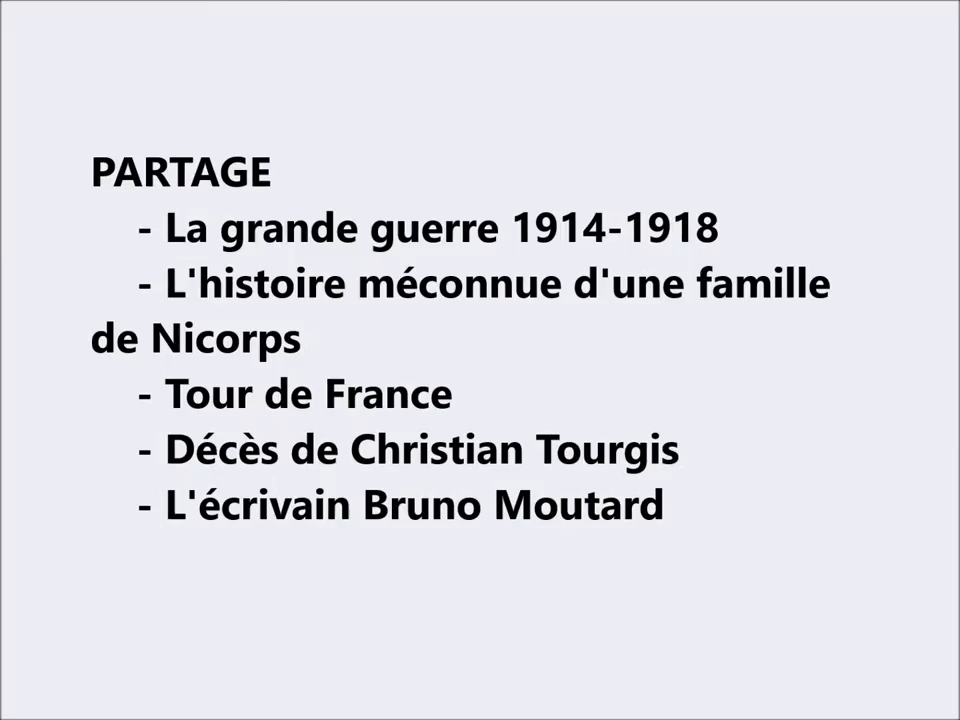 PARTAGE
- La grande guerre 1914-1918
- L'histoire méconnue d'une famille
de Nicorps
- Tour de France
- Décès de Christian Tourgis
- L'écrivain Bruno Moutard